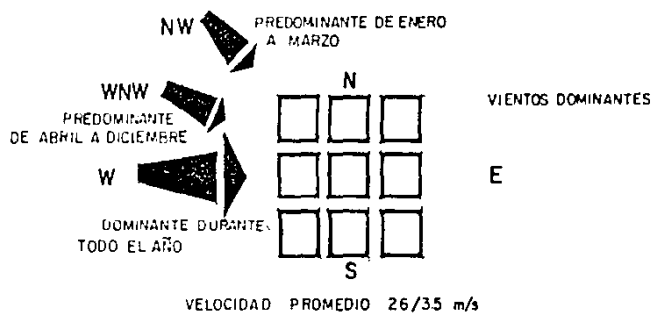 NW
PREDOMINANTE DE ENERO
A MARZO
WNW
PREDOMINANTE
DE ABRIL A DICIEMBRE
N
VIENTOS DOMINANTES
W
E
DOMINANTE DURANTE
TODO EL AÑO
S
VELOCIDAD PROMEDIO 26/35 m/s